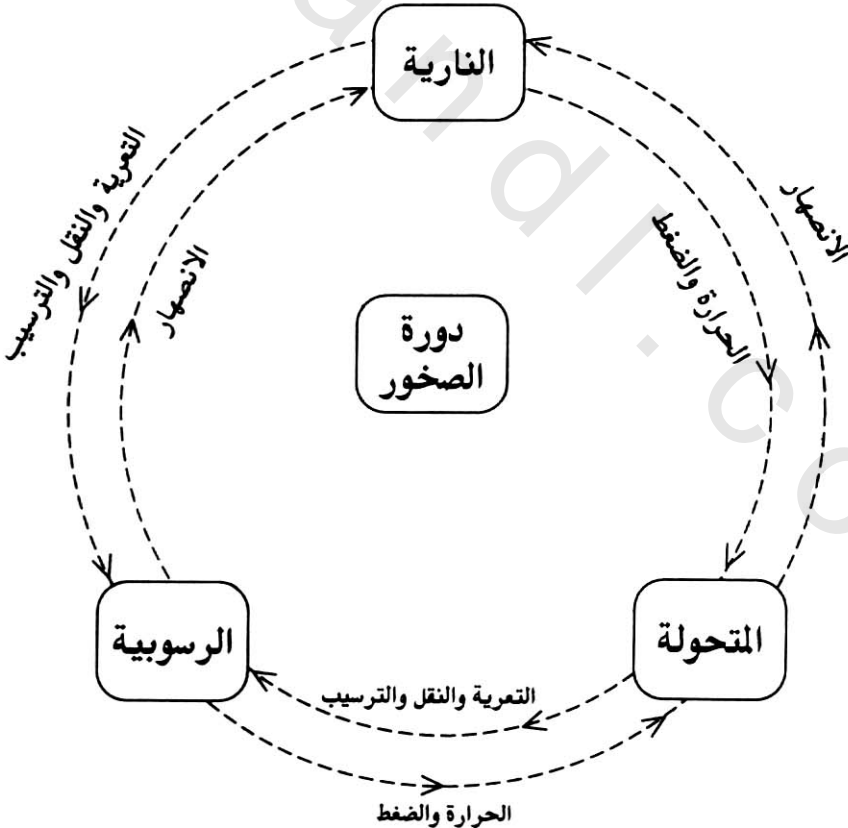 النارية
التعرية والنقل والترسيب
الانصهار
الحرارة والضغط
الانصهار
دورة
الصخور
الرسوبية
المتحولة
التعرية والنقل والترسيب
الحرارة والضغط
a n d l . c o